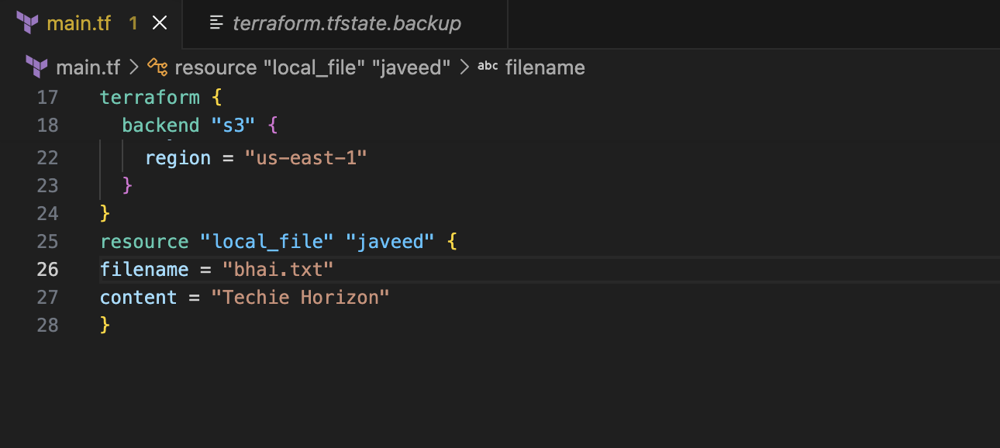 main.tf 1 terraform.tfstate.backup
main.tf resource "local_file" "javeed" abc filename
17 terraform {
18 backend "s3" {
22 region = "us-east-1"
23 }
24 }
25 resource "local_file" "javeed" {
26 filename = "bhai.txt"
27 content = "Techie Horizon"
28 }